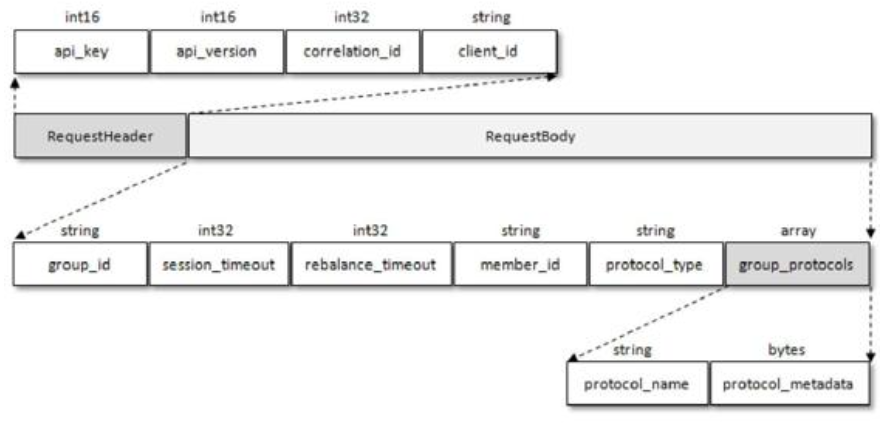 int16 int16 int32 string
api_key api_version correlation_id client_id
RequestHeader RequestBody
string int32 int32 string string array
group_id session_timeout rebalance_timeout member_id protocol_type group_protocols
string bytes
protocol_name protocol_metadata